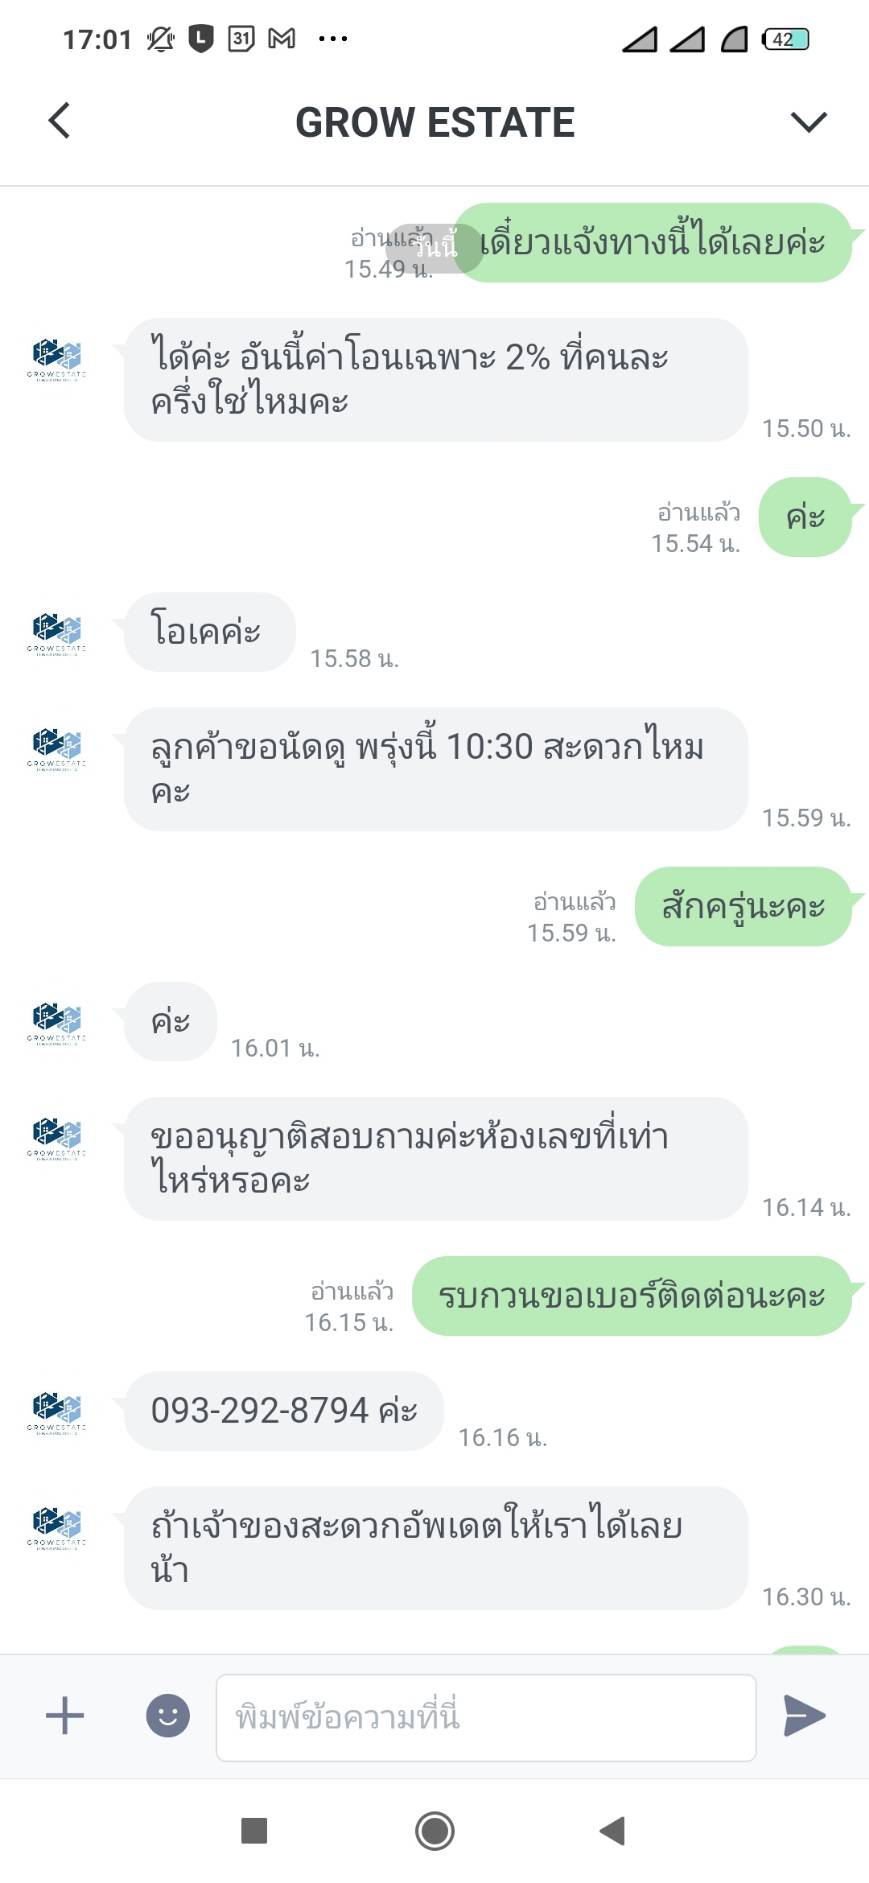 17:01
31
42
GROW ESTATE
เดี๋ยวแจ้งทางนี้ได้เลยค่ะ
อ่านแล้ว
วันนี้
15.49 น.
ได้ค่ะ อันนี้ค่าโอนเฉพาะ 2% ที่คนละ
ครึ่งใช่ไหมคะ
15.50 น.
GROWESTATE
ค่ะ
อ่านแล้ว
15.54 น.
โอเคค่ะ
15.58 น.
GROWESTATE
ลูกค้าขอนัดดู พรุ่งนี้ 10:30 สะดวกไหม
คะ
15.59 น.
GROWESTATE
สักครู่นะคะ
อ่านแล้ว
15.59 น.
ค่ะ
16.01 น.
GROWESTATE
ขออนุญาติสอบถามค่ะห้องเลขที่เท่า
ไหร่หรอคะ
16.14 น.
GROWESTATE
รบกวนขอเบอร์ติดต่อนะคะ
อ่านแล้ว
16.15 น.
093-292-8794 ค่ะ
16.16 น.
GROWESTATE
ถ้าเจ้าของสะดวกอัพเดตให้เราได้เลย
น้า
16.30 น.
GROWESTATE
พิมพ์ข้อความที่นี่